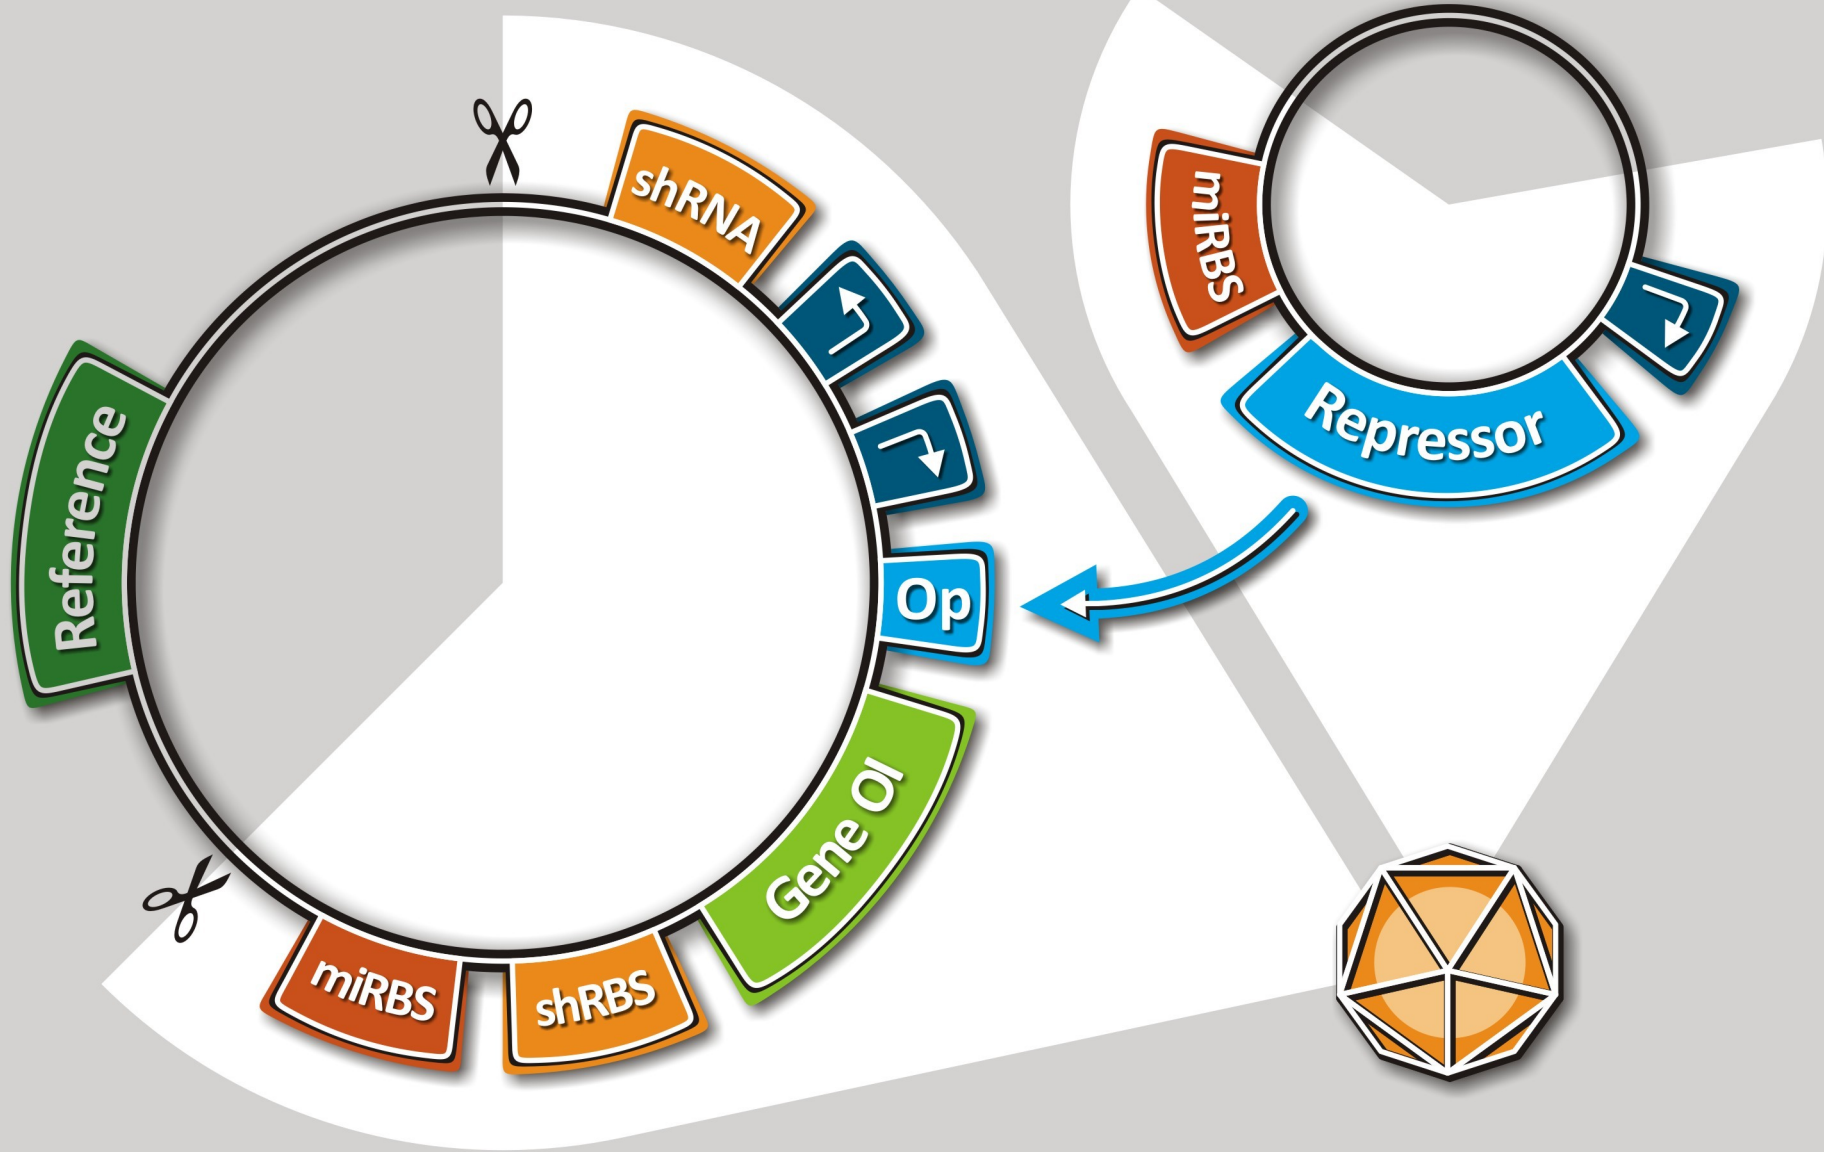 shRNA
Op
Gene OI
shRBS
miRBS
Reference
miRBS
Repressor